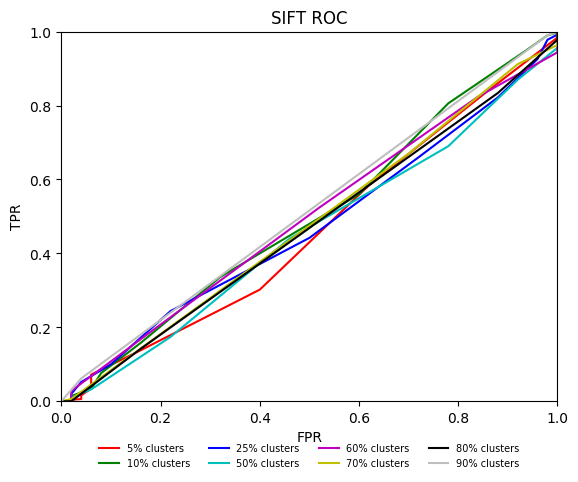 SIFT ROC
1.0
0.8
0.6
0.4
0.2
0.0
TPR
0.0 0.2 0.4 0.6 0.8 1.0
FPR
5% clusters 25% clusters 60% clusters 80% clusters
10% clusters 50% clusters 70% clusters 90% clusters